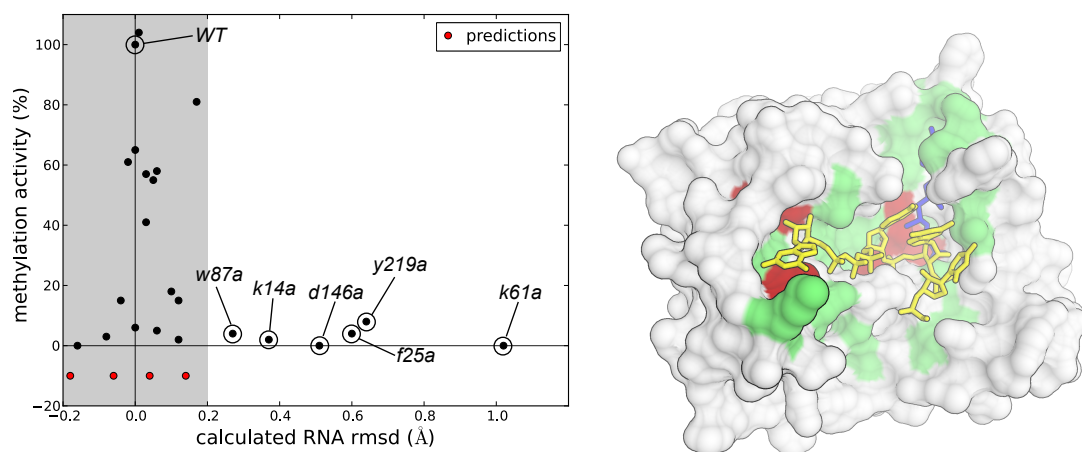 WT
predictions
y219a
w87a
k14a
d146a
k61a
f25a
methylation activity (%)
100
80
60
40
20
0
−20
−0.2
0.0
0.2
0.4
0.6
0.8
1.0
calculated RNA rmsd (Å)